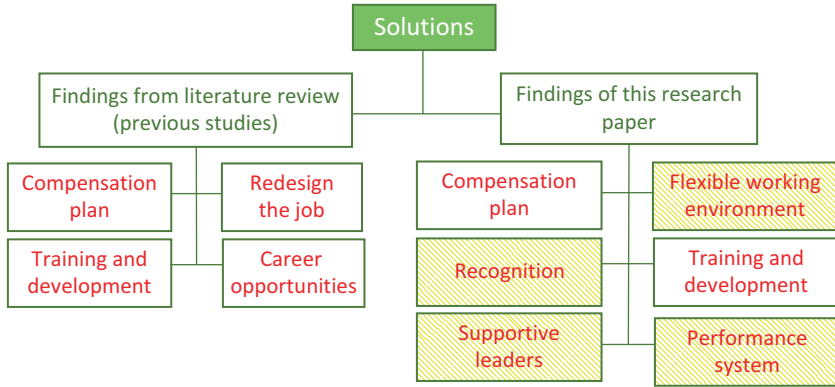 Solutions
Findings from literature review
(previous studies)
Compensation
plan
Redesign
the job
Training and
development
Career
opportunities
Findings of this research
paper
Compensation
plan
Flexible working
environment
Recognition
Training and
development
Supportive
leaders
Performance
system